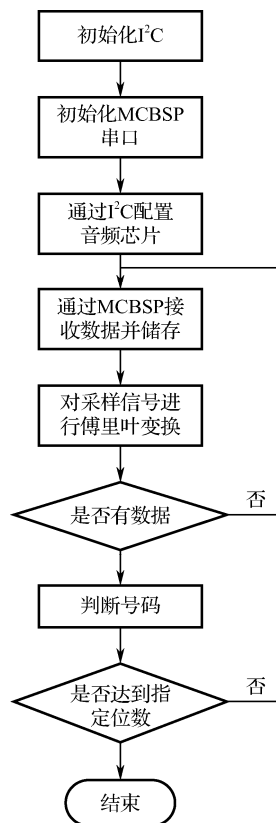 初始化I²C
初始化MCBSP
串口
通过I²C配置
音频芯片
通过MCBSP接
收数据并储存
对采样信号进
行傅里叶变换
是否有数据
否
判断号码
是否达到指
定位数
否
结束